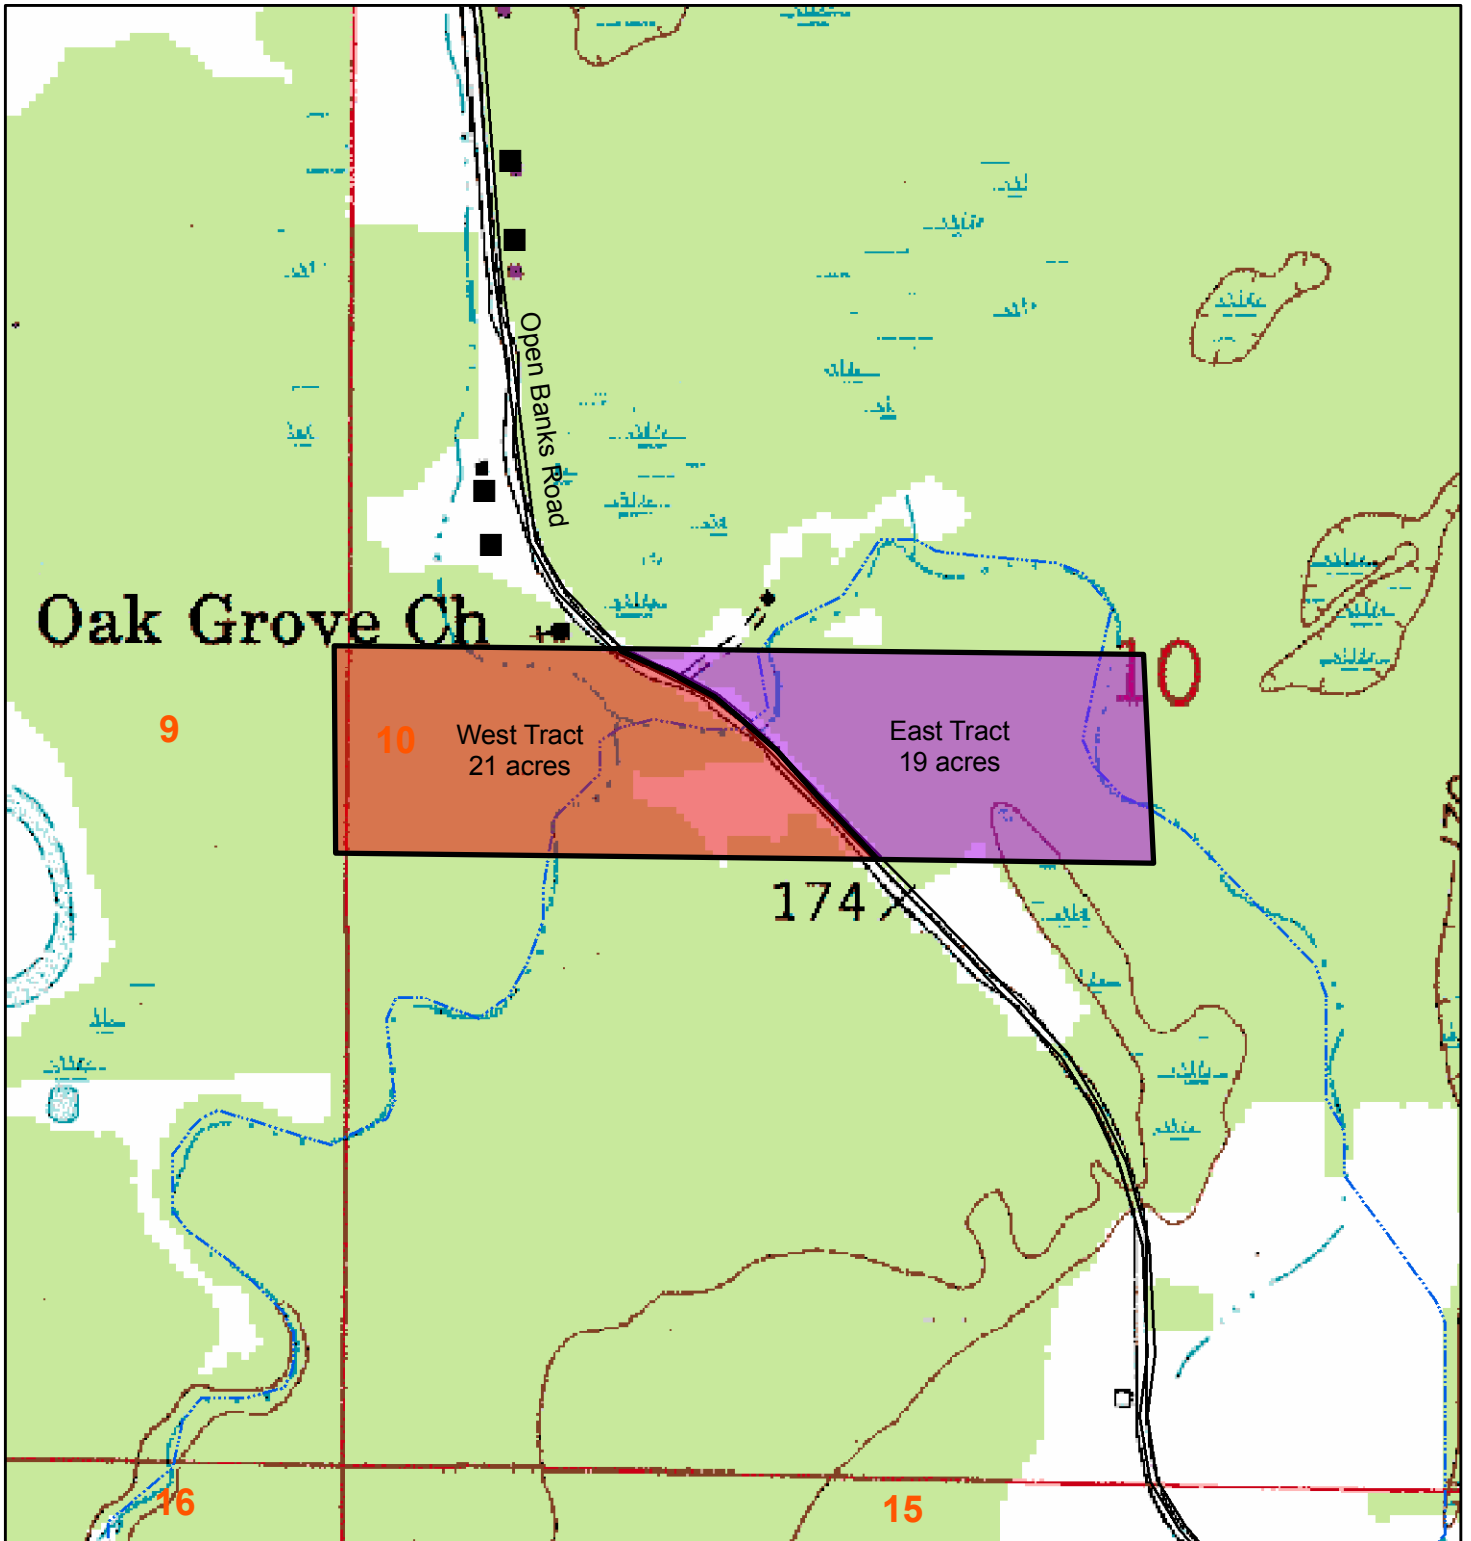 Open Banks Road
Oak Grove Ch
10
9
10
West Tract
21 acres
East Tract
19 acres
174
16
15